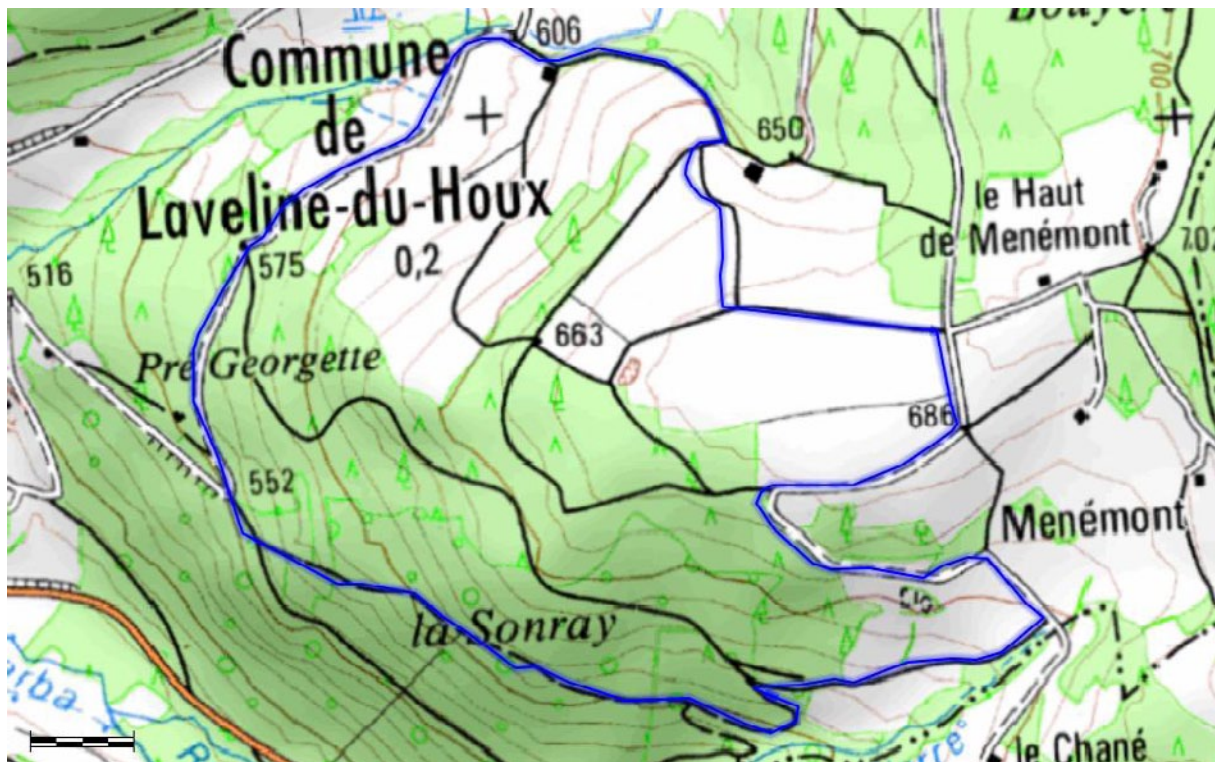 606
Commune
de
650
700
Laveline-du-Houx
le Haut
de Menémont
702
575
0,2
516
663
Pré Georgette
686
552
Menémont
la Sonray
le Chané